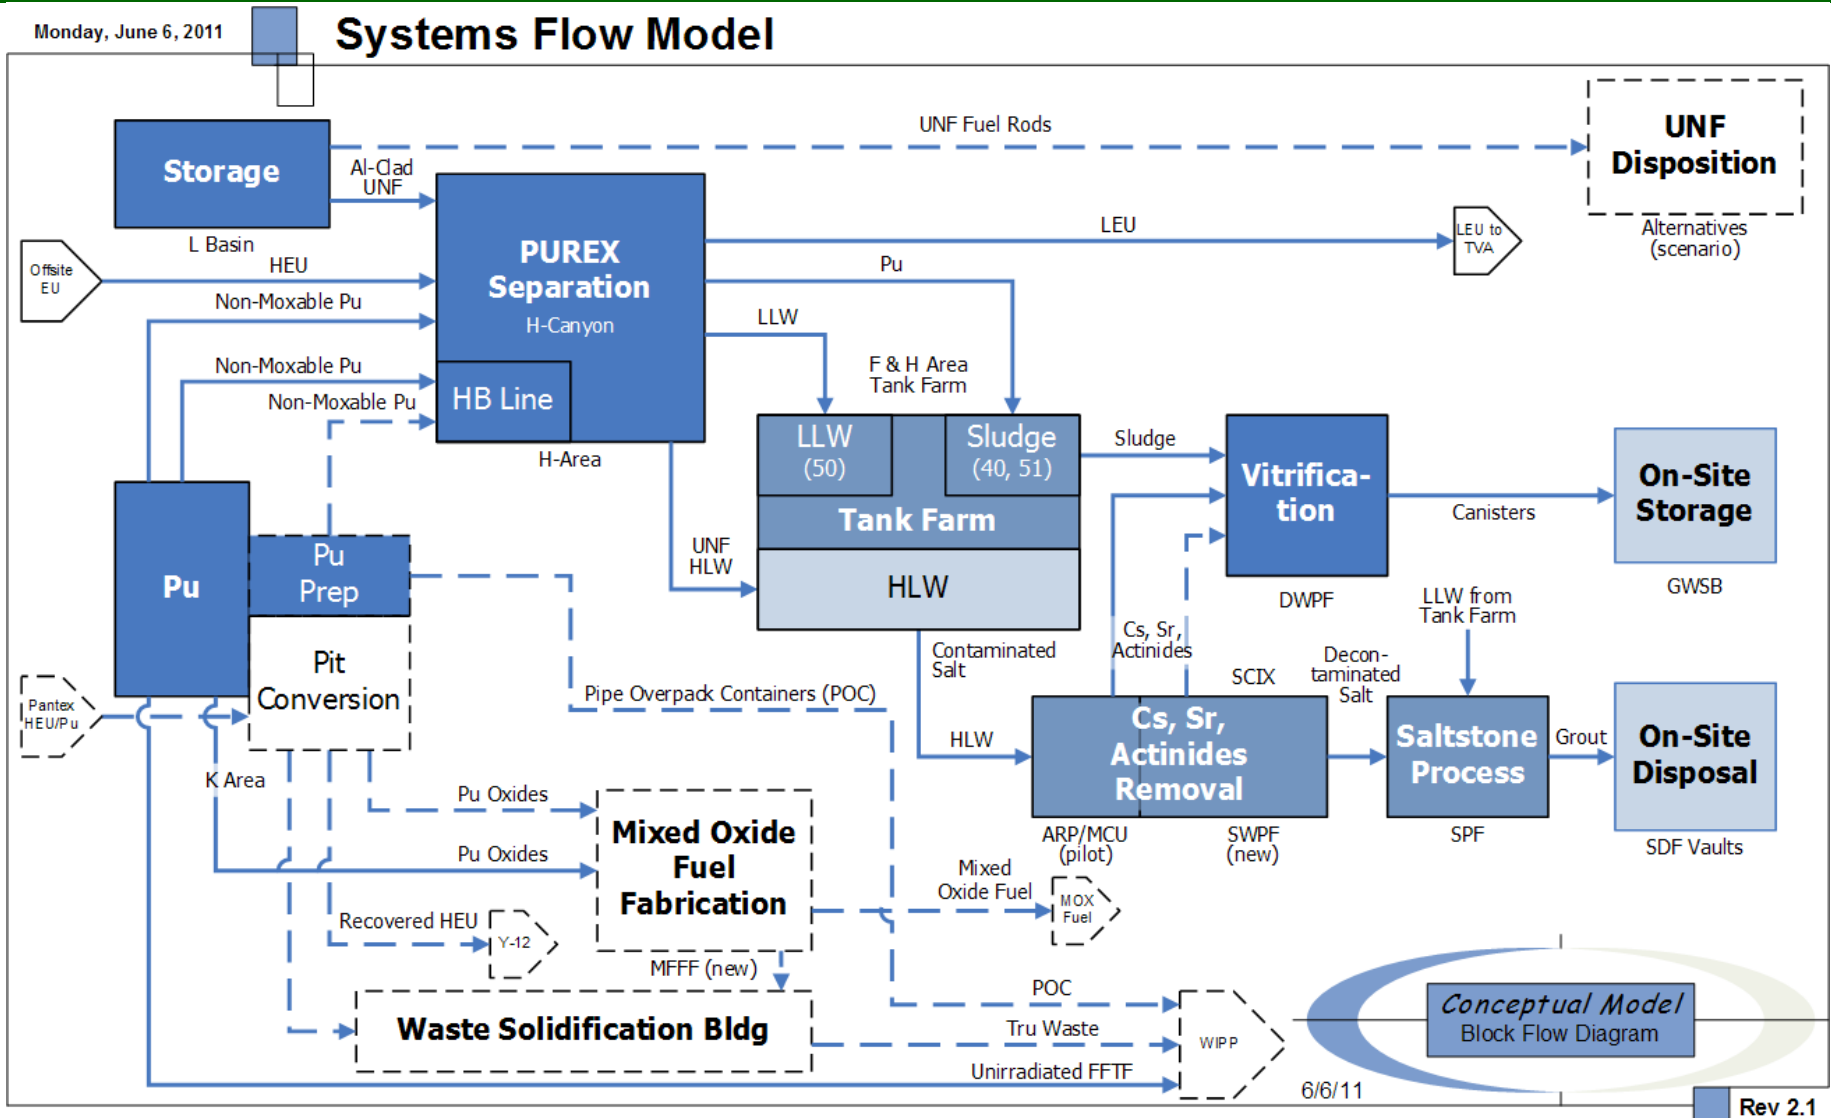 Monday, June 6, 2011
Systems Flow Model
UNF Fuel Rods
UNF
Disposition
Alternatives
(scenario)
Storage
Al-Clad
UNF
L Basin
Offsite
EU
HEU
Non-Moxable Pu
Non-Moxable Pu
Non-Moxable Pu
PUREX
Separation
H-Canyon
HB Line
H-Area
LEU
LEU to
TVA
Pu
LLW
F & H Area
Tank Farm
LLW
(50)
Sludge
(40, 51)
Tank Farm
HLW
UNF
HLW
Sludge
Vitrifica-
tion
DWPF
Canisters
On-Site
Storage
GWSB
LLW from
Tank Farm
Pu
Pu
Prep
Pit
Conversion
Pantex
HEU/Pu
K Area
Pipe Overpack Containers (POC)
Contaminated
Salt
HLW
Cs, Sr,
Actinides
SCIX
Cs, Sr,
Actinides
Removal
ARP/MCU
(pilot)
SWPF
(new)
Decon-
taminated
Salt
Saltstone
Process
SPF
Grout
On-Site
Disposal
SDF Vaults
Pu Oxides
Pu Oxides
Mixed Oxide
Fuel
Fabrication
MFFF (new)
Mixed
Oxide Fuel
MOX
Fuel
Recovered HEU
Y-12
Waste Solidification Bldg
POC
Tru Waste
Unirradiated FFTF
WIPP
Conceptual Model
Block Flow Diagram
6/6/11
Rev 2.1